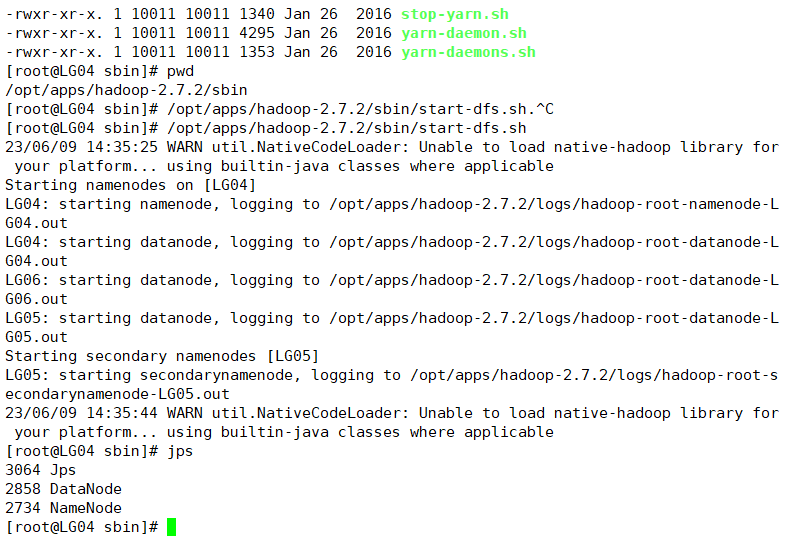 -rwxr-xr-x. 1 10011 10011 1340 Jan 26  2016 stop-yarn.sh
-rwxr-xr-x. 1 10011 10011 4295 Jan 26  2016 yarn-daemon.sh
-rwxr-xr-x. 1 10011 10011 1353 Jan 26  2016 yarn-daemons.sh
[root@LG04 sbin]# pwd
/opt/apps/hadoop-2.7.2/sbin
[root@LG04 sbin]# /opt/apps/hadoop-2.7.2/sbin/start-dfs.sh.^C
[root@LG04 sbin]# /opt/apps/hadoop-2.7.2/sbin/start-dfs.sh
23/06/09 14:35:25 WARN util.NativeCodeLoader: Unable to load native-hadoop library for
 your platform... using builtin-java classes where applicable
Starting namenodes on [LG04]
LG04: starting namenode, logging to /opt/apps/hadoop-2.7.2/logs/hadoop-root-namenode-L
G04.out
LG04: starting datanode, logging to /opt/apps/hadoop-2.7.2/logs/hadoop-root-datanode-L
G04.out
LG06: starting datanode, logging to /opt/apps/hadoop-2.7.2/logs/hadoop-root-datanode-L
G06.out
LG05: starting datanode, logging to /opt/apps/hadoop-2.7.2/logs/hadoop-root-datanode-L
G05.out
Starting secondary namenodes [LG05]
LG05: starting secondarynamenode, logging to /opt/apps/hadoop-2.7.2/logs/hadoop-root-s
econdarynamenode-LG05.out
23/06/09 14:35:44 WARN util.NativeCodeLoader: Unable to load native-hadoop library for
 your platform... using builtin-java classes where applicable
[root@LG04 sbin]# jps
3064 Jps
2858 DataNode
2734 NameNode
[root@LG04 sbin]#